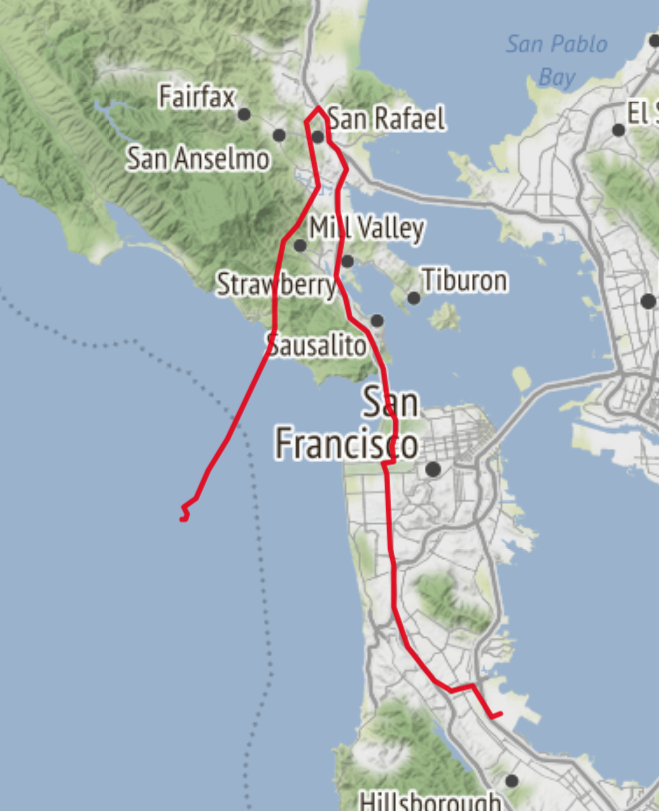 San Pablo
Bay
Fairfax
El S
San Rafael
San Anselmo
Mill Valley
Strawberry
Tiburon
Sausalito
San
Francisco
Hillsborough